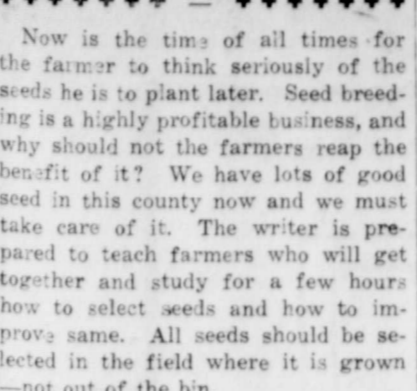 Now is the time of all times for
the farmer to think seriously of the
seeds he is to plant later. Seed breed-
ing is a highly profitable business, and
why should not the farmers reap the
benefit of it? We have lots of good
seed in this county now and we must
take care of it. The writer is pre-
pared to teach farmers who will get
together and study for a few hours
how to select seeds and how to im-
prove same. All seeds should be se-
lected in the field where it is grown
—not out of the bin